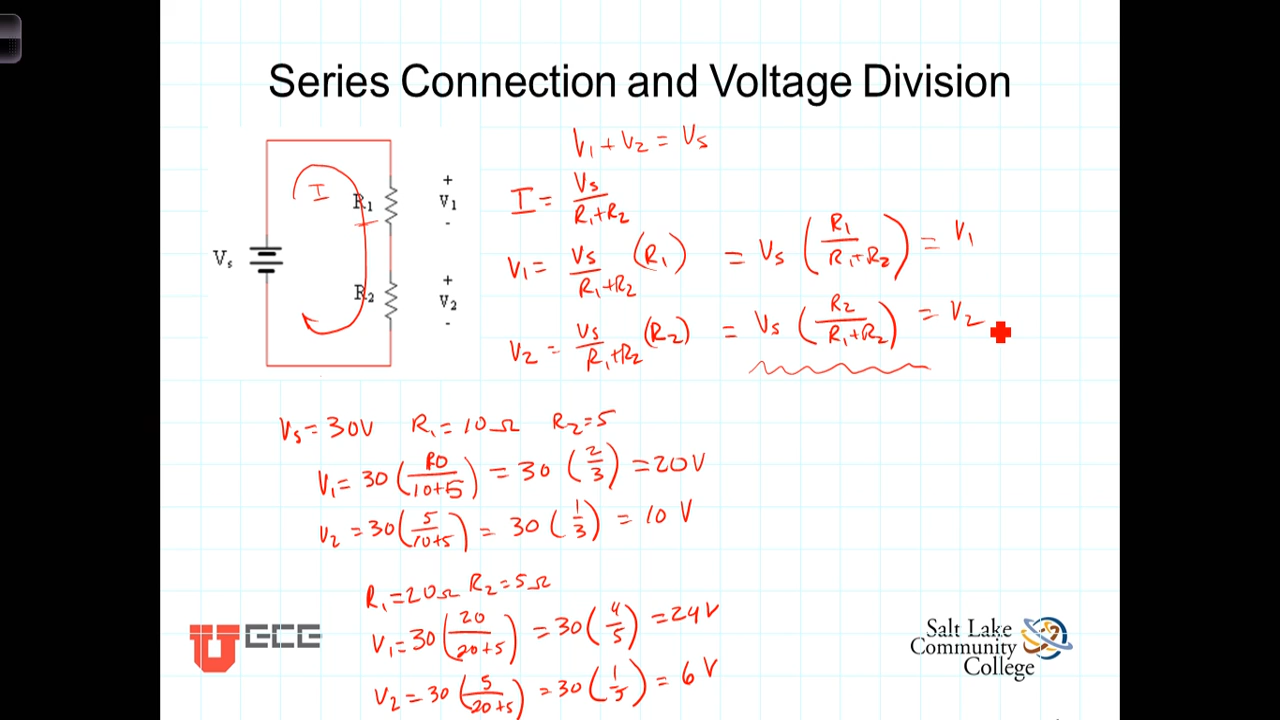 Series Connection and Voltage Division
V₁ + V₂ = Vs
I = Vs / (R₁+R₂)
I
R₁
+
V₁
-
V₁ = Vs / (R₁+R₂) (R₁) = Vs (R₁ / (R₁+R₂)) = V₁
Vs
R₂
+
V₂
-
V₂ = Vs / (R₁+R₂) (R₂) = Vs (R₂ / (R₁+R₂)) = V₂
Vs = 30V R₁ = 10 Ω R₂ = 5
V₁ = 30 (10 / (10+5)) = 30 (2/3) = 20V
V₂ = 30 (5 / (10+5)) = 30 (1/3) = 10 V
R₁ = 20Ω R₂ = 5Ω
V₁ = 30 (20 / (20+5)) = 30 (4/5) = 24V
V₂ = 30 (5 / (20+5)) = 30 (1/5) = 6 V
U ECE
Salt Lake
Community
College